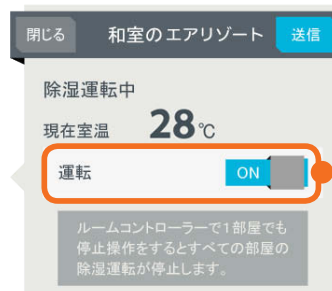 閉じる 和室のエアリゾート 送信
除湿運転中
現在室温 28℃
運転 ON
ルームコントローラーで1部屋でも
停止操作をするとすべての部屋の
除湿運転が停止します。